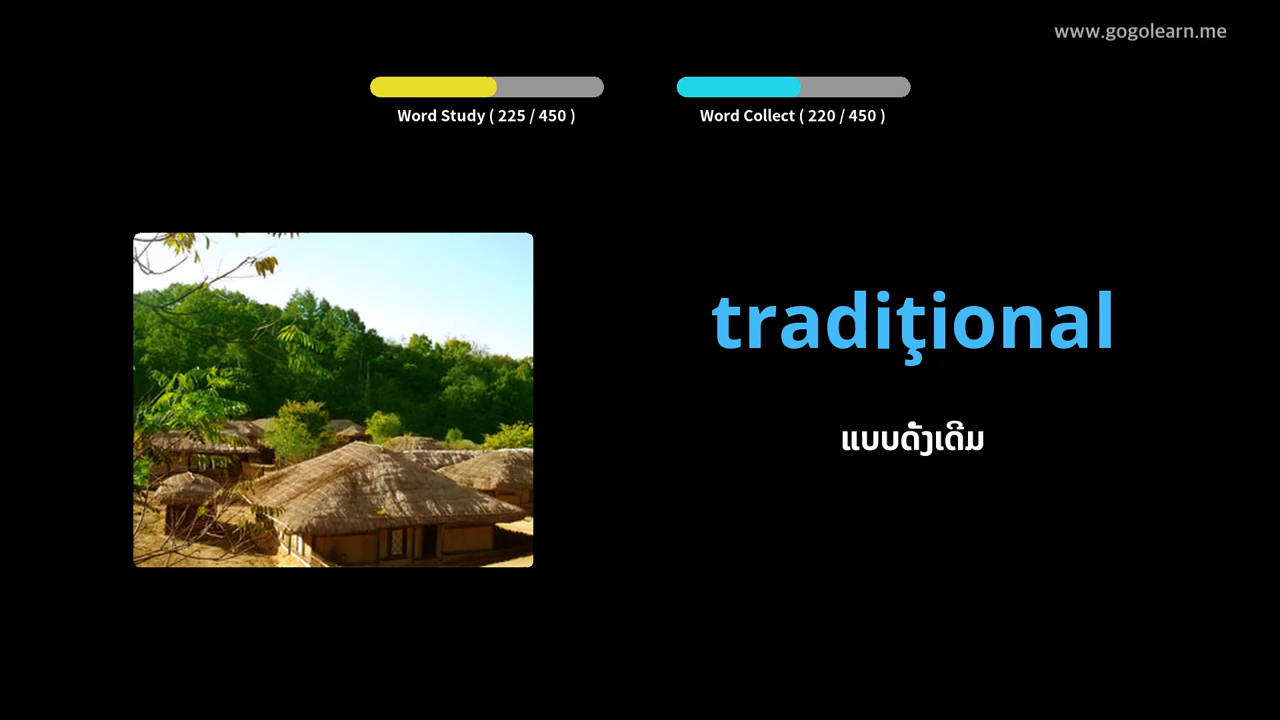 www.gogolearn.me
Word Study ( 225 / 450 )
Word Collect ( 220 / 450 )
tradiţional
ແບບດັ້ງເດີມ